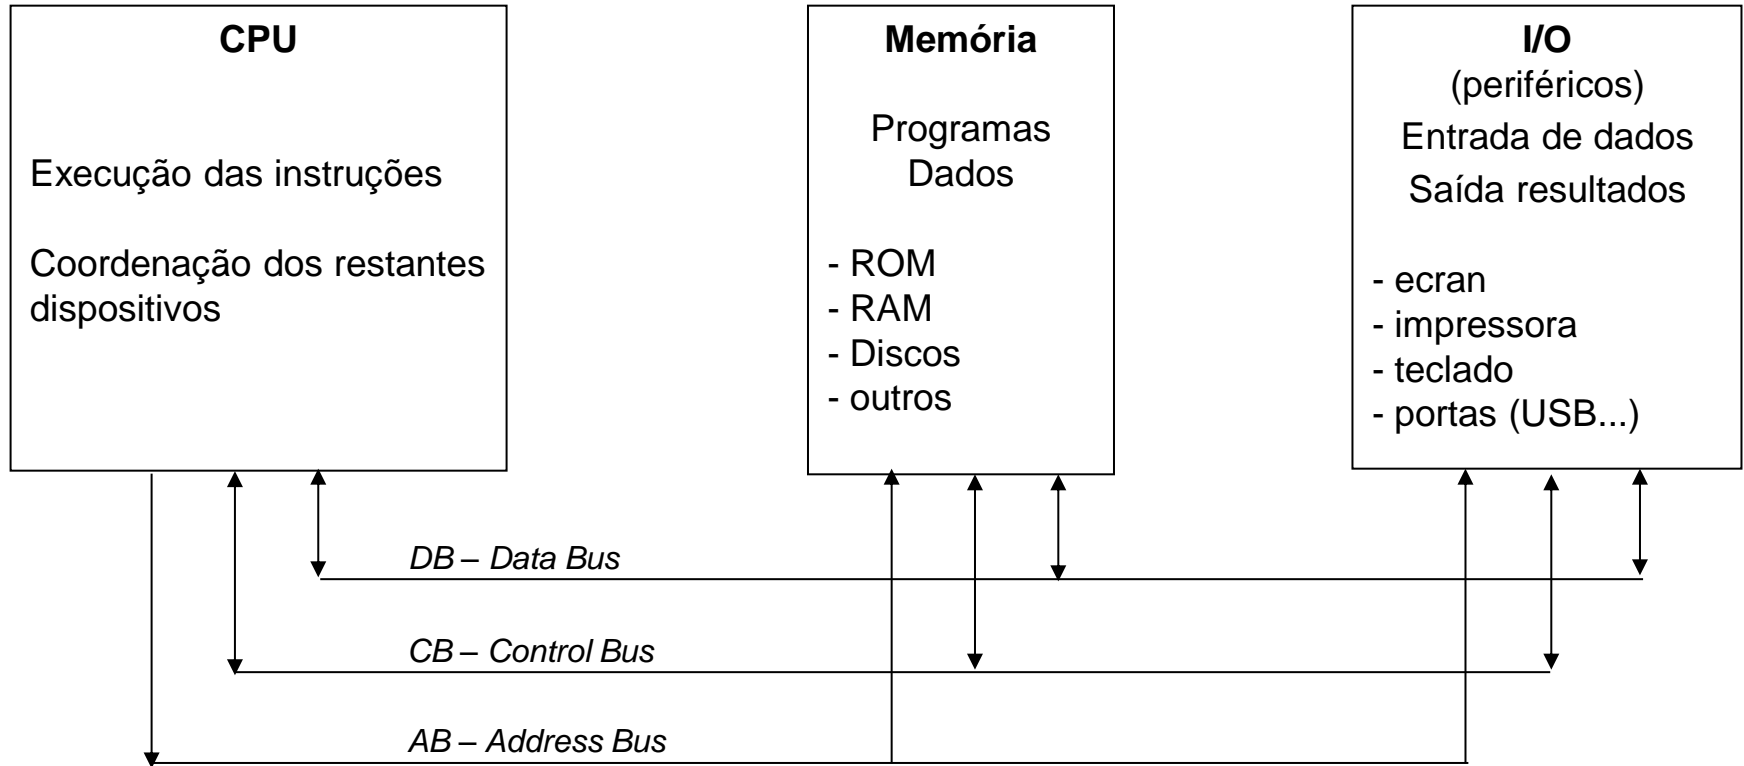 CPU
Execução das instruções
Coordenação dos restantes
dispositivos
Memória
Programas
Dados
- ROM
- RAM
- Discos
- outros
I/O
(periféricos)
Entrada de dados
Saída resultados
- ecran
- impressora
- teclado
- portas (USB...)
DB – Data Bus
CB – Control Bus
AB – Address Bus